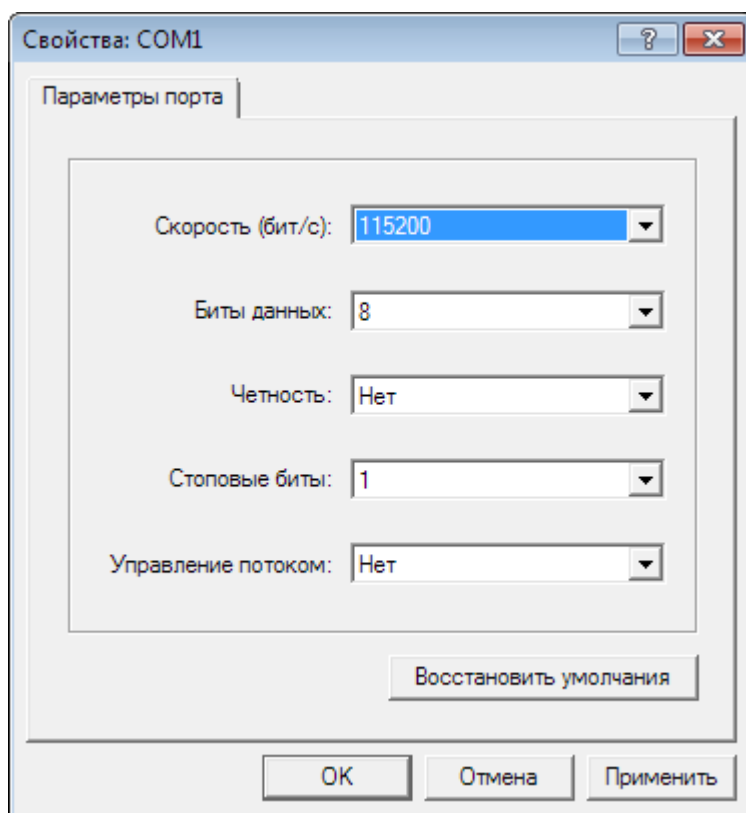 Свойства: COM1
Параметры порта
Скорость (бит/с): 115200
Биты данных: 8
Четность: Нет
Стоповые биты: 1
Управление потоком: Нет
Восстановить умолчания
OK Отмена Применить